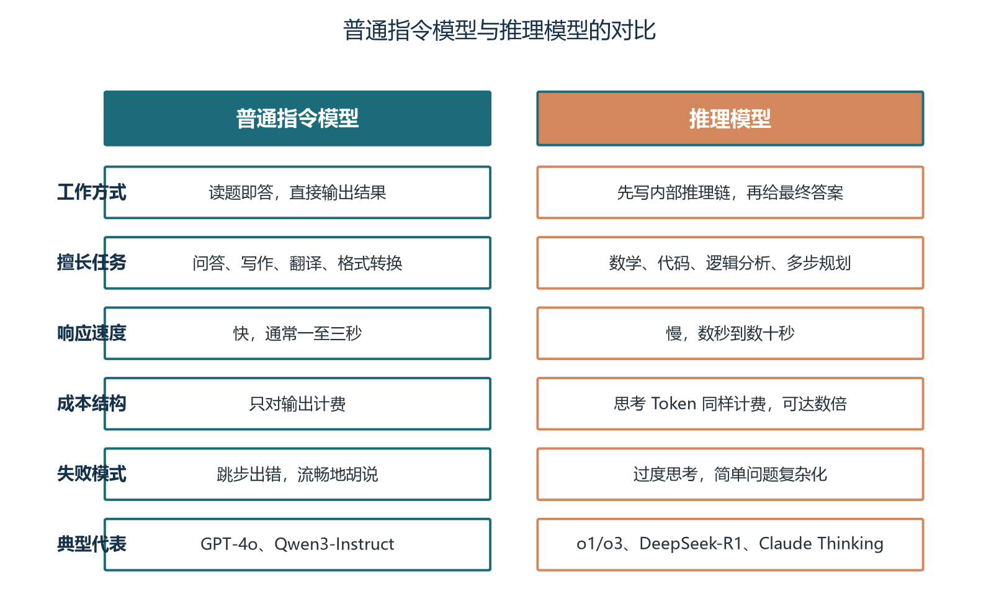 普通指令模型与推理模型的对比
普通指令模型
推理模型
工作方式
读题即答，直接输出结果
先写内部推理链，再给最终答案
擅长任务
问答、写作、翻译、格式转换
数学、代码、逻辑分析、多步规划
响应速度
快，通常一至三秒
慢，数秒到数十秒
成本结构
只对输出计费
思考 Token 同样计费，可达数倍
失败模式
跳步出错，流畅地胡说
过度思考，简单问题复杂化
典型代表
GPT-4o、Qwen3-Instruct
o1/o3、DeepSeek-R1、Claude Thinking